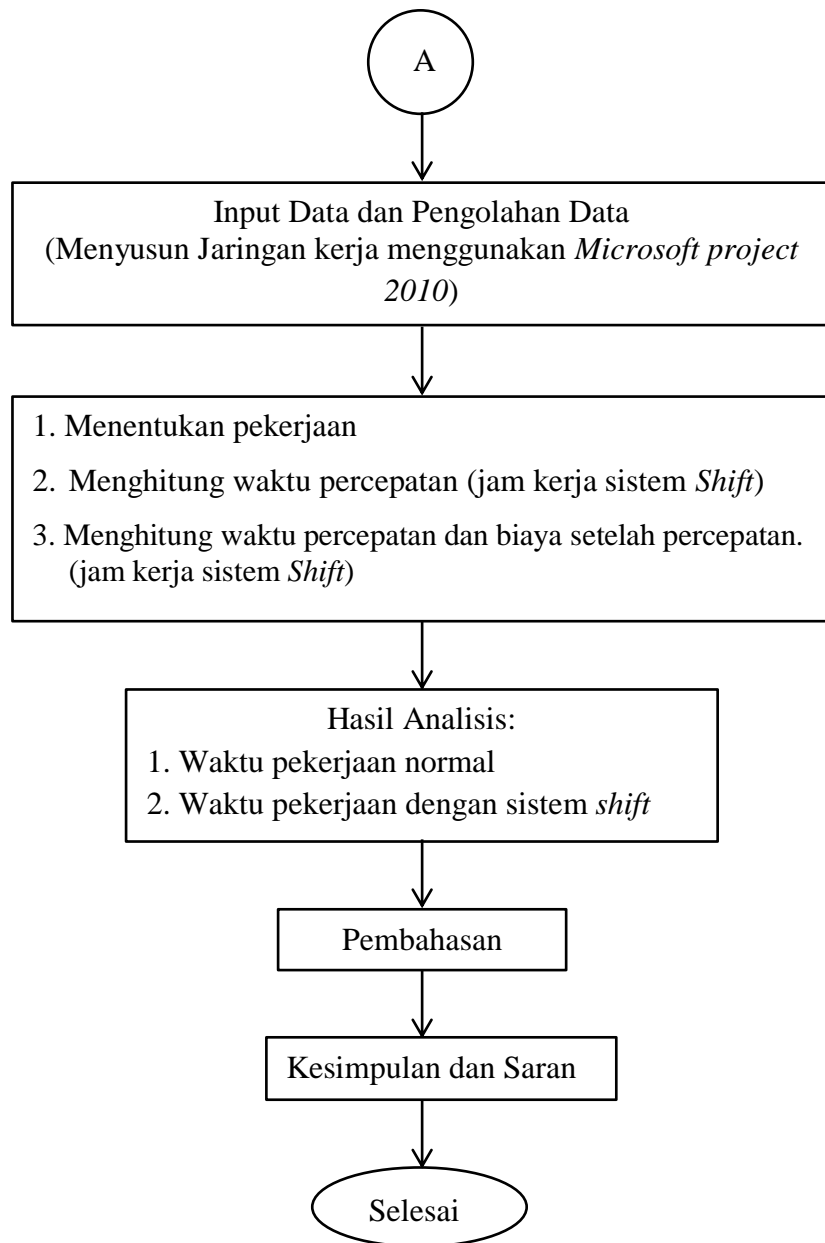 A
Input Data dan Pengolahan Data
(Menyusun Jaringan kerja menggunakan Microsoft project
2010)
1. Menentukan pekerjaan
2. Menghitung waktu percepatan (jam kerja sistem Shift)
3. Menghitung waktu percepatan dan biaya setelah percepatan.
(jam kerja sistem Shift)
Hasil Analisis:
1. Waktu pekerjaan normal
2. Waktu pekerjaan dengan sistem shift
Pembahasan
Kesimpulan dan Saran
Selesai